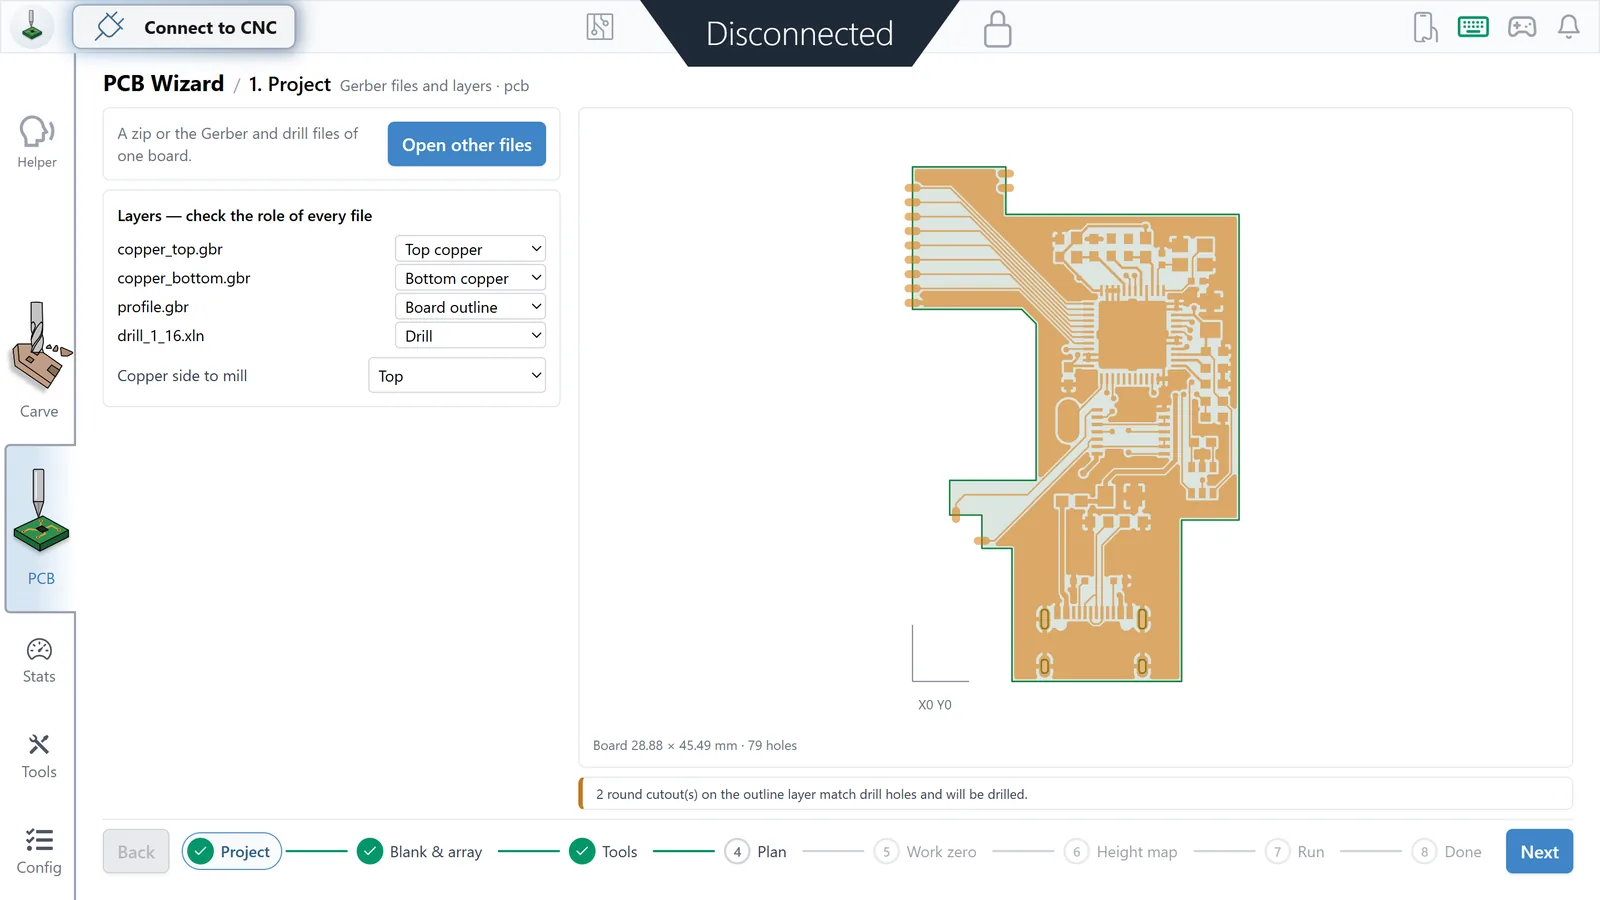 Connect to CNC
Disconnected
PCB Wizard / 1. Project Gerber files and layers · pcb
Helper
Carve
PCB
Stats
Tools
Config
A zip or the Gerber and drill files of
one board.
Open other files
Layers — check the role of every file
copper_top.gbr Top copper
copper_bottom.gbr Bottom copper
profile.gbr Board outline
drill_1_16.xln Drill
Copper side to mill Top
X0 Y0
Board 28.88 × 45.49 mm · 79 holes
2 round cutout(s) on the outline layer match drill holes and will be drilled.
Back Project Blank & array Tools 4 Plan 5 Work zero 6 Height map 7 Run 8 Done Next